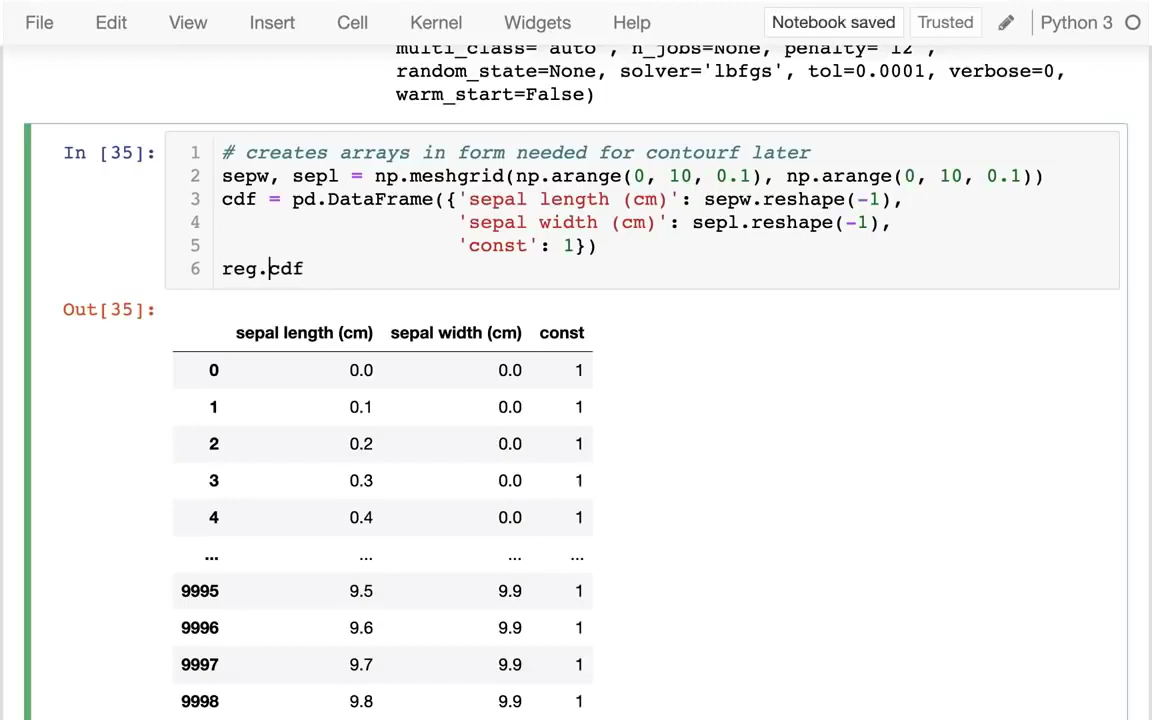 File Edit View Insert Cell Kernel Widgets Help Notebook saved Trusted Python 3
multi_class='auto', n_jobs=None, penalty='l2',
random_state=None, solver='lbfgs', tol=0.0001, verbose=0,
warm_start=False)
In [35]: 1 # creates arrays in form needed for contourf later
2 sepw, sepl = np.meshgrid(np.arange(0, 10, 0.1), np.arange(0, 10, 0.1))
3 cdf = pd.DataFrame({'sepal length (cm)': sepw.reshape(-1),
4 'sepal width (cm)': sepl.reshape(-1),
5 'const': 1})
6 reg.cdf
Out[35]:
sepal length (cm) sepal width (cm) const
0 0.0 0.0 1
1 0.1 0.0 1
2 0.2 0.0 1
3 0.3 0.0 1
4 0.4 0.0 1
... ... ... ...
9995 9.5 9.9 1
9996 9.6 9.9 1
9997 9.7 9.9 1
9998 9.8 9.9 1